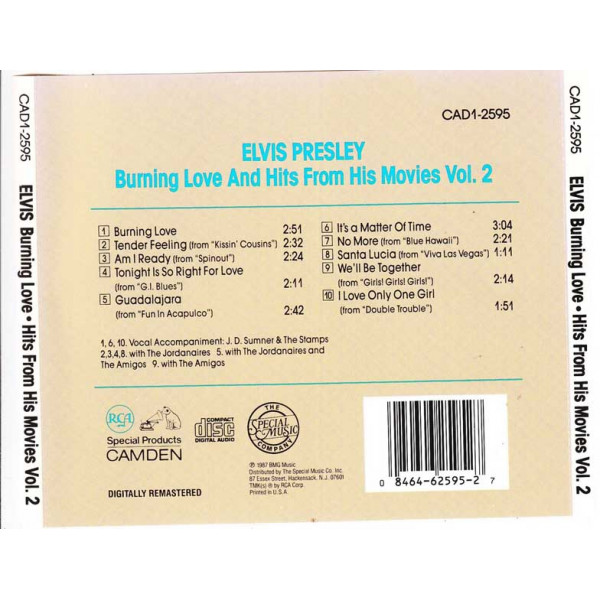 CAD1-2595
ELVIS Burning Love • Hits From His Movies Vol. 2
CAD1-2595
ELVIS PRESLEY
Burning Love And Hits From His Movies Vol. 2
1 Burning Love 2:51
2 Tender Feeling (from "Kissin' Cousins") 2:32
3 Am I Ready (from "Spinout") 2:24
4 Tonight Is So Right For Love
(from "G.I. Blues") 2:11
5 Guadalajara
(from "Fun In Acapulco") 2:42
6 It's a Matter Of Time 3:04
7 No More (from "Blue Hawaii") 2:21
8 Santa Lucia (from "Viva Las Vegas") 1:11
9 We'll Be Together
(from "Girls! Girls! Girls!") 2:14
10 I Love Only One Girl
(from "Double Trouble") 1:51
1, 6, 10. Vocal Accompaniment: J. D. Sumner & The Stamps
2,3,4,8. with The Jordanaires 5. with The Jordanaires and
The Amigos 9. with The Amigos
RCA
Special Products
CAMDEN
COMPACT
disc
DIGITAL AUDIO
THE
SPECIAL
MUSIC
COMPANY
DIGITALLY REMASTERED
℗ 1987 BMG Music
Distributed by The Special Music Co. Inc.
87 Essex Street, Hackensack, N.J. 07601
TMK(s) ® by RCA Corp.
Printed in U.S.A.
0 8464-62595-2 7
CAD1-2595
ELVIS Burning Love • Hits From His Movies Vol. 2